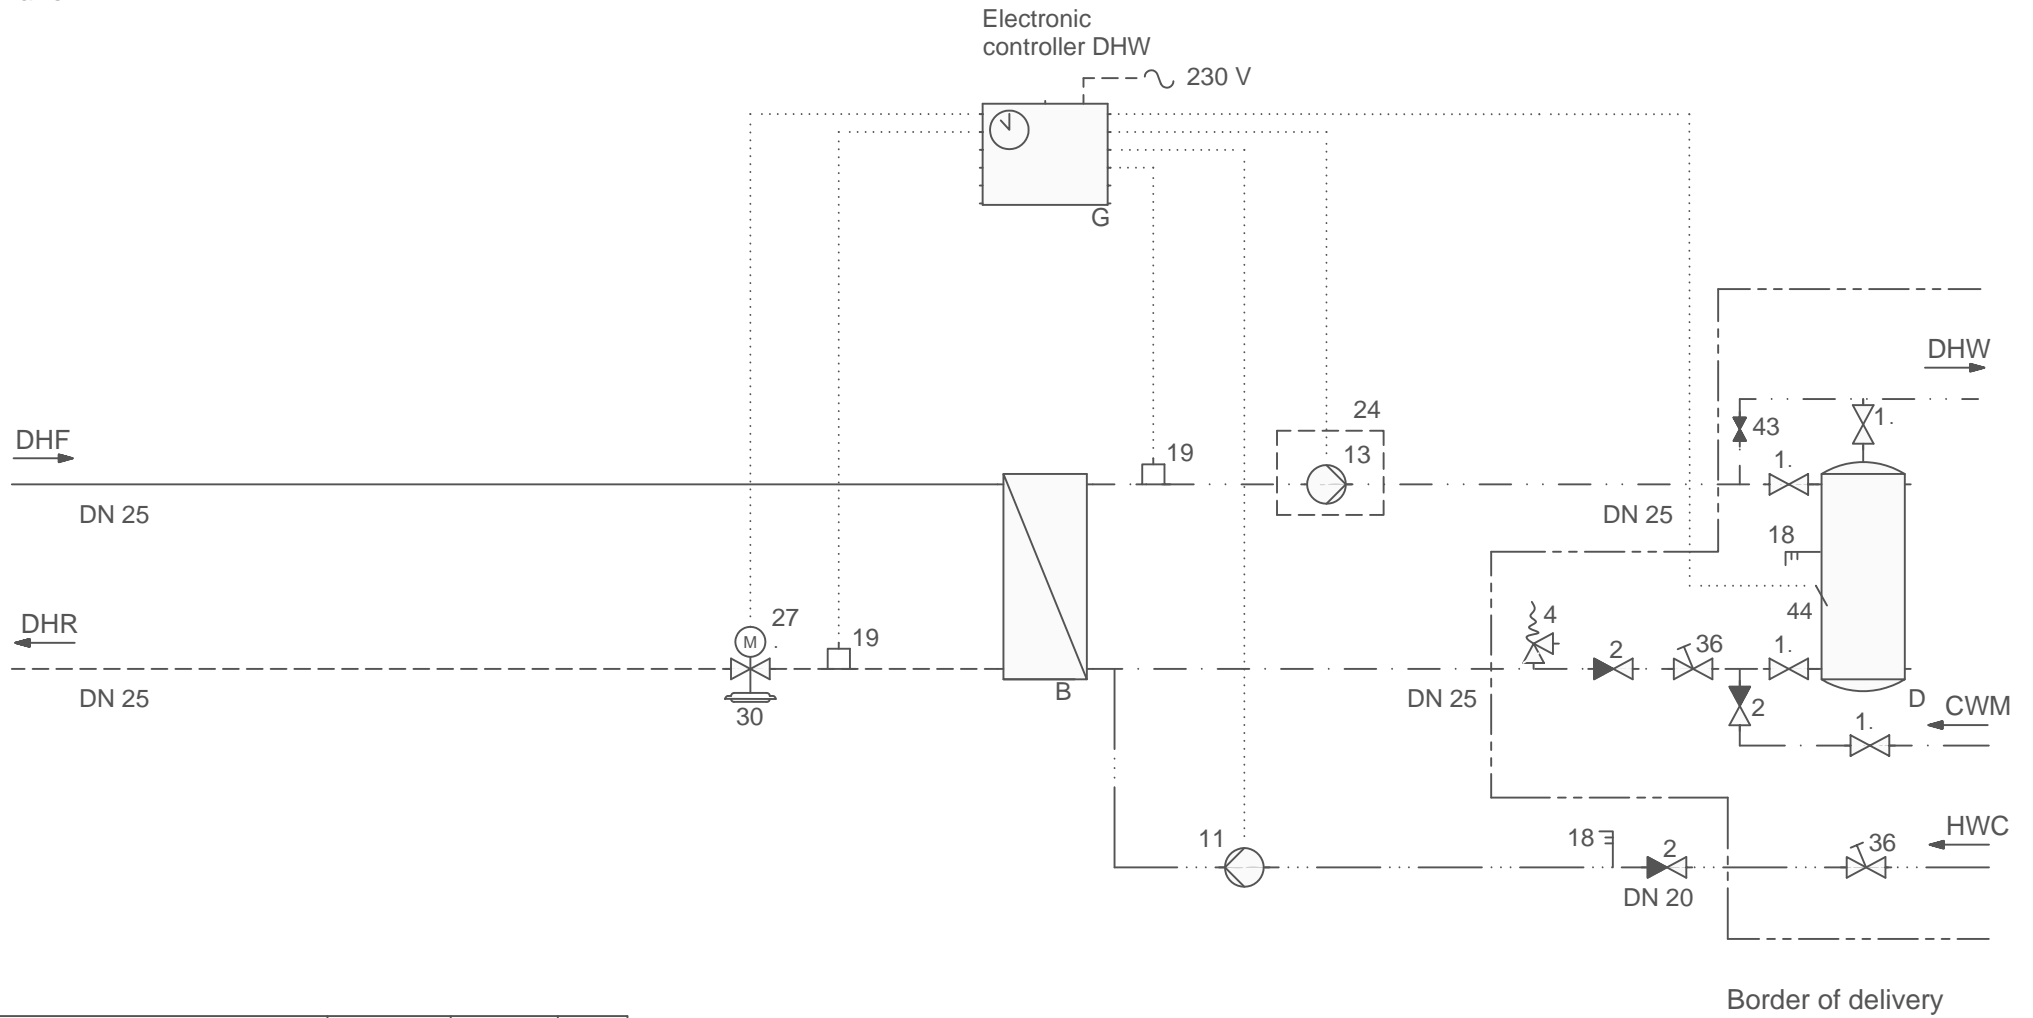 Electronic
controller DHW
230 V
G
DHW
24
43
1.
DHF
19
13
1.
DN 25
DN 25
18
DHR
27
19
4
2
36
44
1.
M
DN 25
B
DN 25
2
D
CWM
30
1.
11
18
2
36
HWC
DN 20
Border of delivery